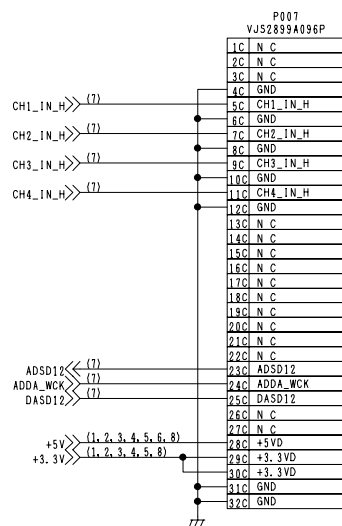 P007
VJS2899A096P
1C N C
2C N C
3C N C
4C GND
CH1_IN_H (7) 5C CH1_IN_H
6C GND
CH2_IN_H (7) 7C CH2_IN_H
8C GND
CH3_IN_H (7) 9C CH3_IN_H
10C GND
CH4_IN_H (7) 11C CH4_IN_H
12C GND
13C N C
14C N C
15C N C
16C N C
17C N C
18C N C
19C N C
20C N C
21C N C
22C N C
ADSD12 (7) 23C ADSD12
ADDA_WCK (7) 24C ADDA_WCK
DASD12 (7) 25C DASD12
26C N C
27C N C
+5V (1, 2, 3, 4, 5, 6, 8) 28C +5VD
+3.3V (1, 2, 3, 4, 5, 8) 29C +3.3VD
30C +3.3VD
31C GND
32C GND